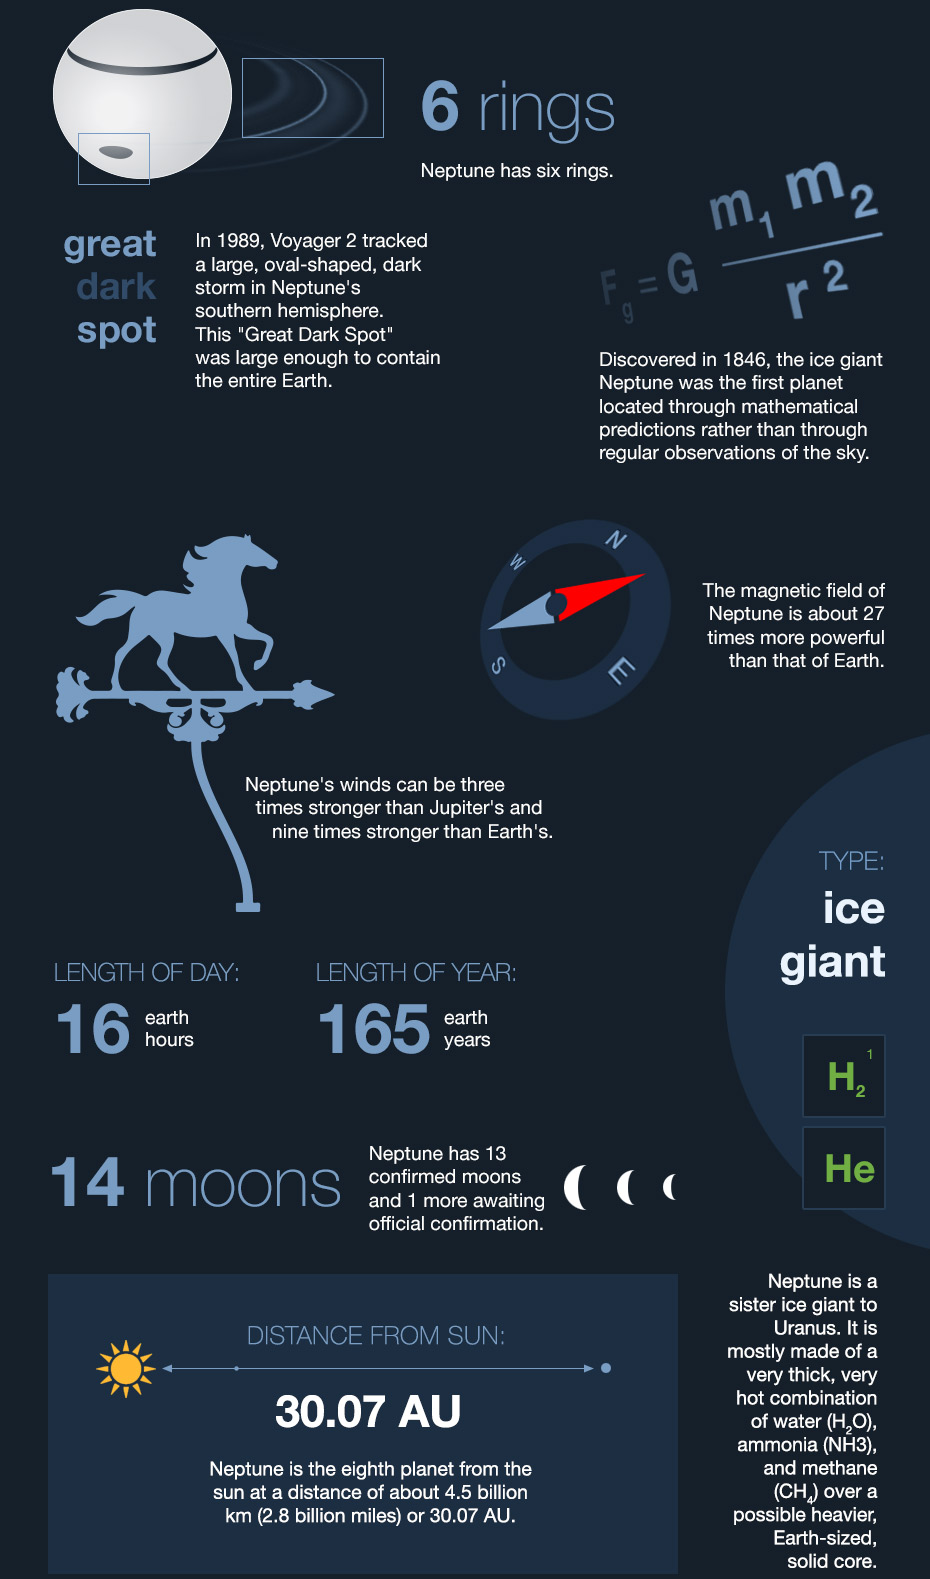 6 rings
Neptune has six rings.
great
dark
spot
In 1989, Voyager 2 tracked
a large, oval-shaped, dark
storm in Neptune's
southern hemisphere.
This "Great Dark Spot"
was large enough to contain
the entire Earth.
m₁ m₂
F_g = G
r²
Discovered in 1846, the ice giant
Neptune was the first planet
located through mathematical
predictions rather than through
regular observations of the sky.
N
W
S
E
The magnetic field of
Neptune is about 27
times more powerful
than that of Earth.
Neptune's winds can be three
times stronger than Jupiter's and
nine times stronger than Earth's.
TYPE:
ice
giant
LENGTH OF DAY:
16 earth
hours
LENGTH OF YEAR:
165 earth
years
H₂ ¹
He
14 moons
Neptune has 13
confirmed moons
and 1 more awaiting
official confirmation.
DISTANCE FROM SUN:
30.07 AU
Neptune is the eighth planet from the
sun at a distance of about 4.5 billion
km (2.8 billion miles) or 30.07 AU.
Neptune is a
sister ice giant to
Uranus. It is
mostly made of a
very thick, very
hot combination
of water (H₂O),
ammonia (NH3),
and methane
(CH₄) over a
possible heavier,
Earth-sized,
solid core.